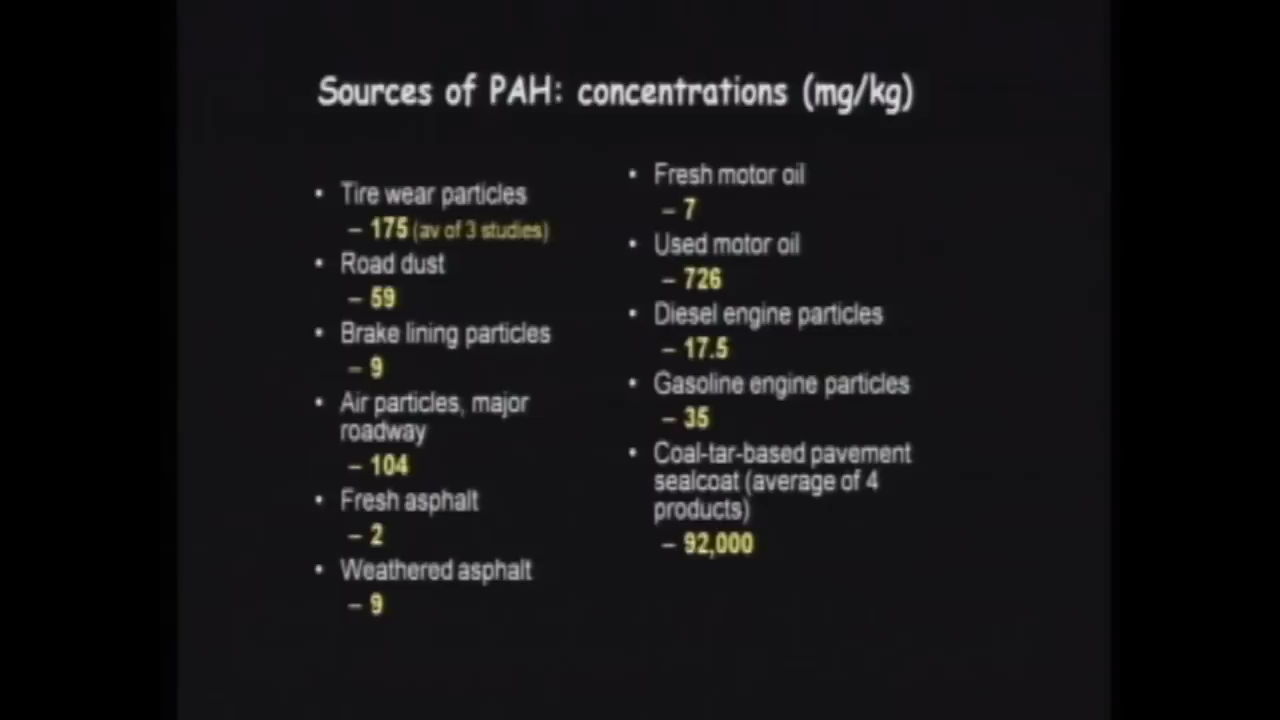 Sources of PAH: concentrations (mg/kg)
• Tire wear particles
– 175 (av of 3 studies)
• Road dust
– 59
• Brake lining particles
– 9
• Air particles, major
roadway
– 104
• Fresh asphalt
– 2
• Weathered asphalt
– 9
• Fresh motor oil
– 7
• Used motor oil
– 726
• Diesel engine particles
– 17.5
• Gasoline engine particles
– 35
• Coal-tar-based pavement
sealcoat (average of 4
products)
– 92,000